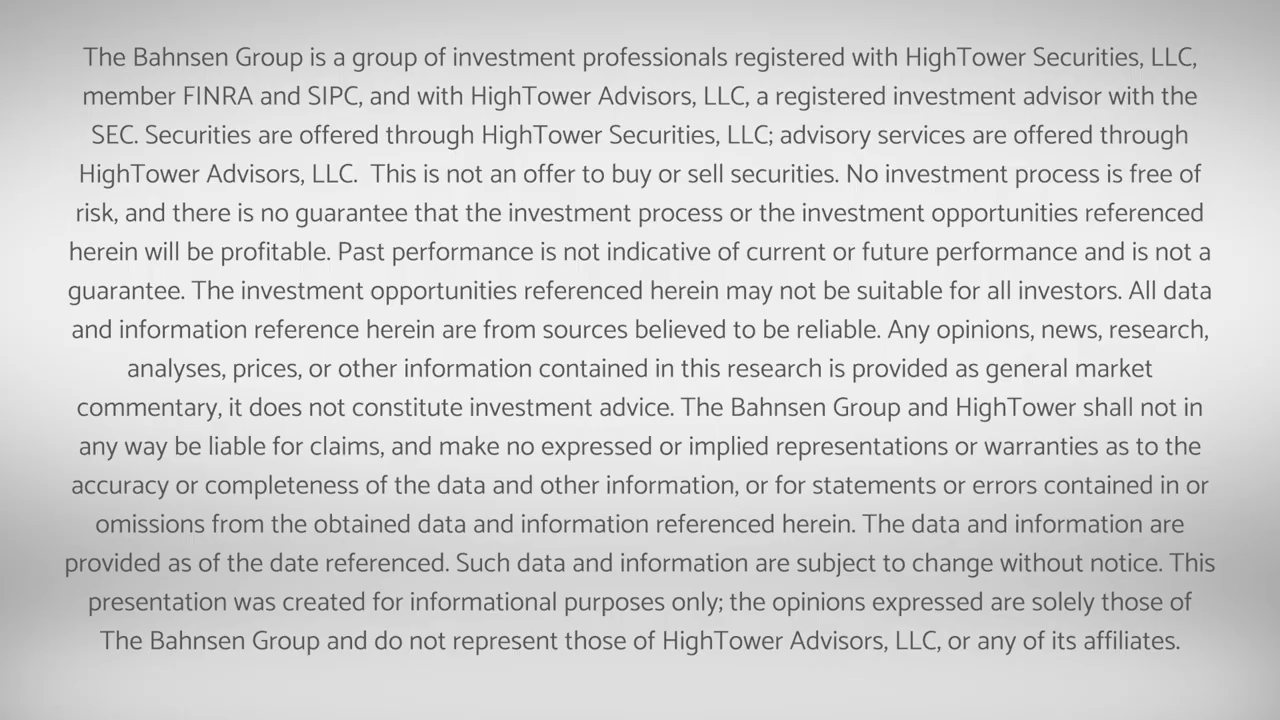 The Bahnsen Group is a group of investment professionals registered with HighTower Securities, LLC,
member FINRA and SIPC, and with HighTower Advisors, LLC, a registered investment advisor with the
SEC. Securities are offered through HighTower Securities, LLC; advisory services are offered through
HighTower Advisors, LLC.  This is not an offer to buy or sell securities. No investment process is free of
risk, and there is no guarantee that the investment process or the investment opportunities referenced
herein will be profitable. Past performance is not indicative of current or future performance and is not a
guarantee. The investment opportunities referenced herein may not be suitable for all investors. All data
and information reference herein are from sources believed to be reliable. Any opinions, news, research,
analyses, prices, or other information contained in this research is provided as general market
commentary, it does not constitute investment advice. The Bahnsen Group and HighTower shall not in
any way be liable for claims, and make no expressed or implied representations or warranties as to the
accuracy or completeness of the data and other information, or for statements or errors contained in or
omissions from the obtained data and information referenced herein. The data and information are
provided as of the date referenced. Such data and information are subject to change without notice. This
presentation was created for informational purposes only; the opinions expressed are solely those of
The Bahnsen Group and do not represent those of HighTower Advisors, LLC, or any of its affiliates.